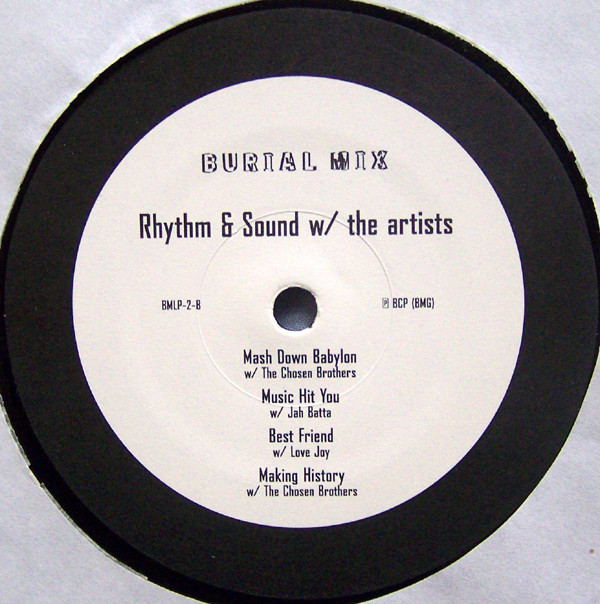 BURIAL MIX
Rhythm & Sound w/ the artists
BMLP-2-B
℗ BCP (BMG)
Mash Down Babylon
w/ The Chosen Brothers
Music Hit You
w/ Jah Batta
Best Friend
w/ Love Joy
Making History
w/ The Chosen Brothers